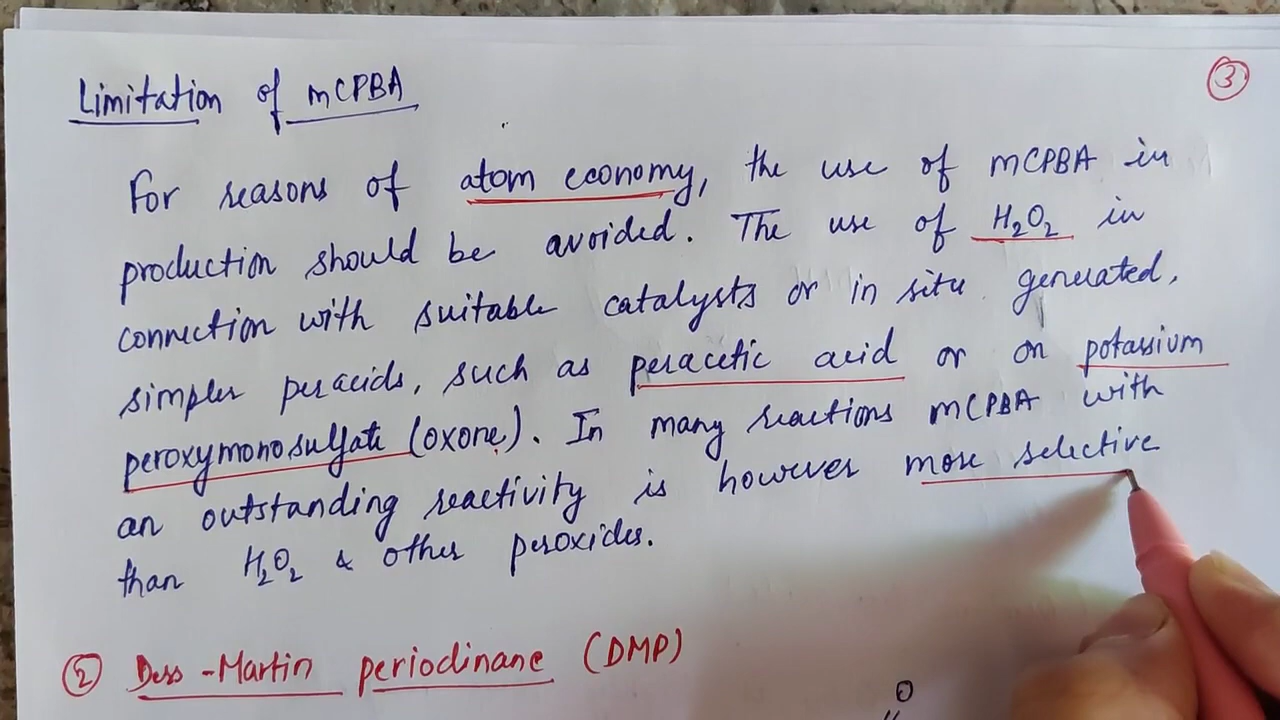 Limitation of mCPBA
3
For reasons of atom economy, the use of mCPBA in
production should be avoided. The use of H₂O₂ in
connection with suitable catalysts or in situ generated,
simpler peracids, such as peracetic acid or on potassium
peroxymonosulfate (oxone). In many reactions mCPBA with
an outstanding reactivity is however more selective
than H₂O₂ & other peroxides.
2 Dess-Martin periodinane (DMP)
O